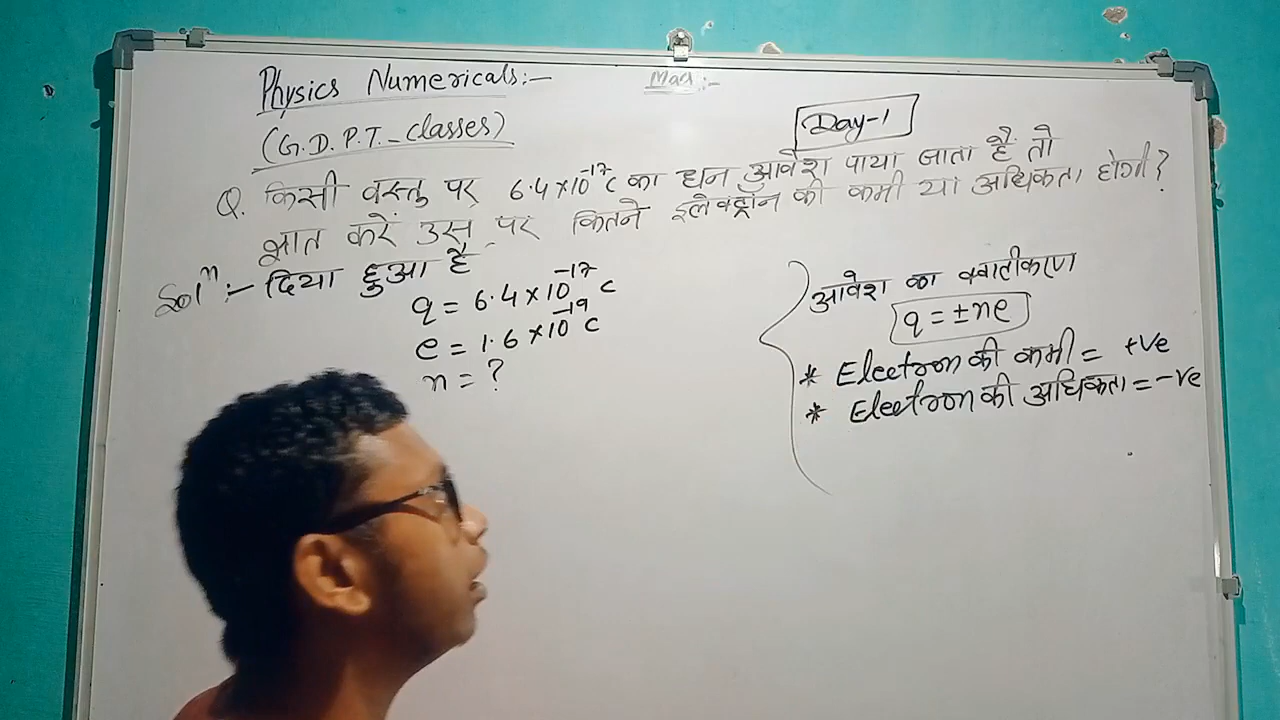 Physics Numericals:-
(G.D.P.T.-classes)
Day-1
Q. किसी वस्तु पर 6.4×10⁻¹⁷C का धन आवेश पाया जाता है तो
ज्ञात करें उस पर कितने इलेक्ट्रॉन की कमी या अधिकता होगी?
Solⁿ:- दिया हुआ है
q = 6.4×10⁻¹⁷ C
e = 1.6×10⁻¹⁹ C
n = ?
आवेश का क्वांटीकरण
q = ±ne
* Electron की कमी = +ve
* Electron की अधिकता = -ve